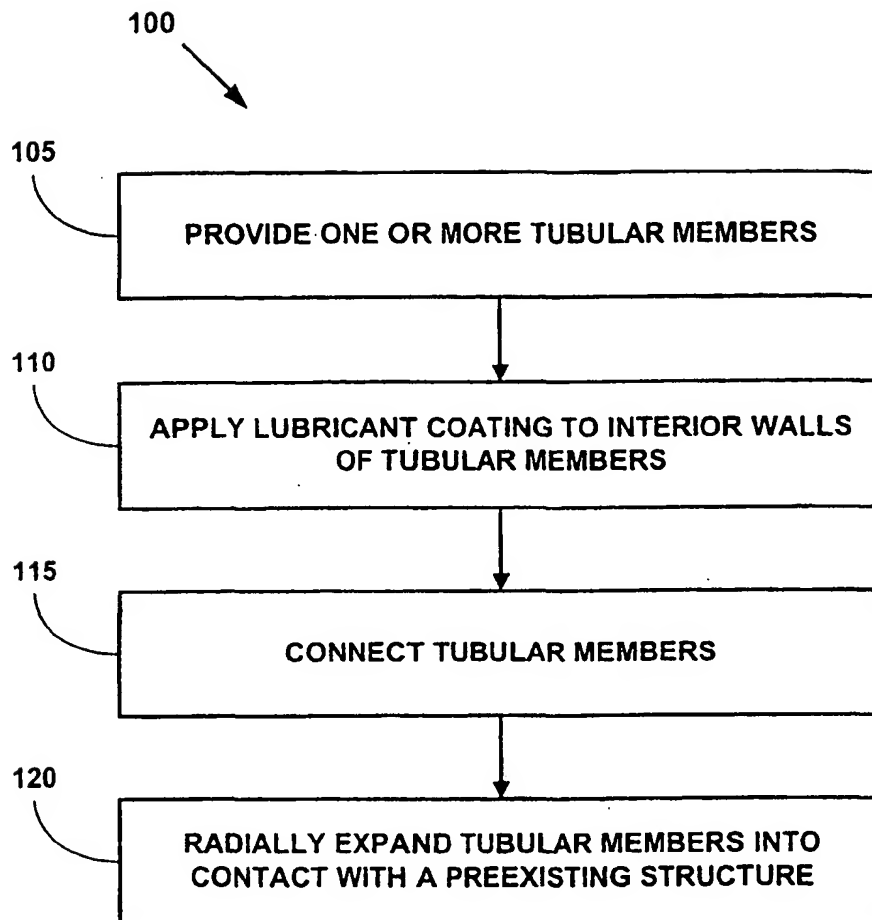 100
105
PROVIDE ONE OR MORE TUBULAR MEMBERS
110
APPLY LUBRICANT COATING TO INTERIOR WALLS
OF TUBULAR MEMBERS
115
CONNECT TUBULAR MEMBERS
120
RADIALLY EXPAND TUBULAR MEMBERS INTO
CONTACT WITH A PREEXISTING STRUCTURE